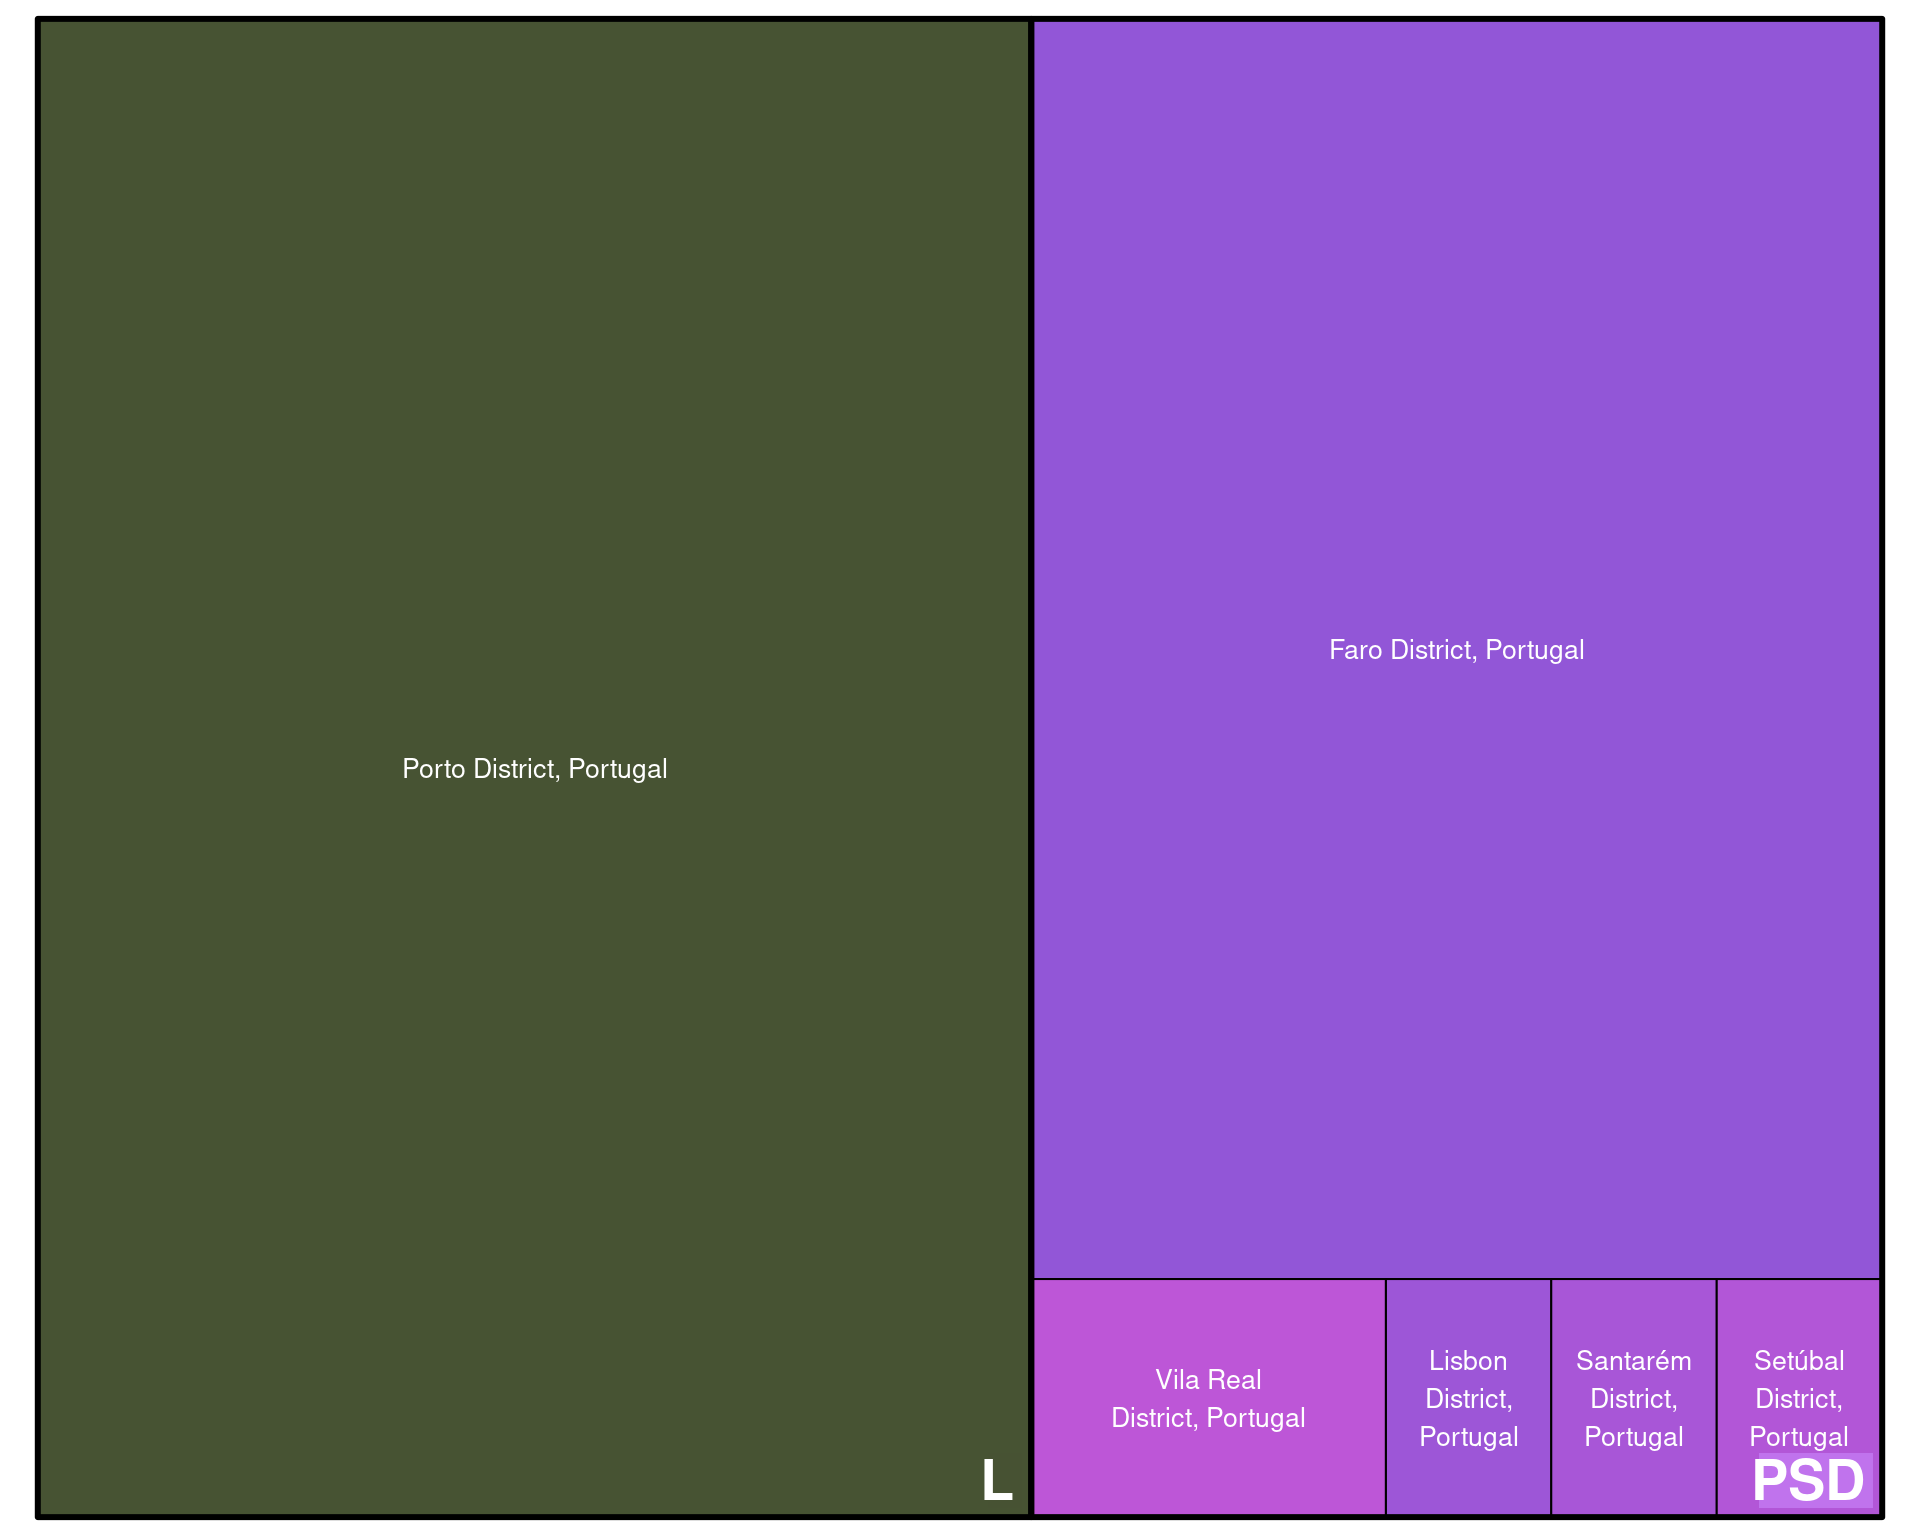 Porto District, Portugal
L
Faro District, Portugal
Vila Real
District, Portugal
Lisbon
District,
Portugal
Santarém
District,
Portugal
Setúbal
District,
Portugal
PSD